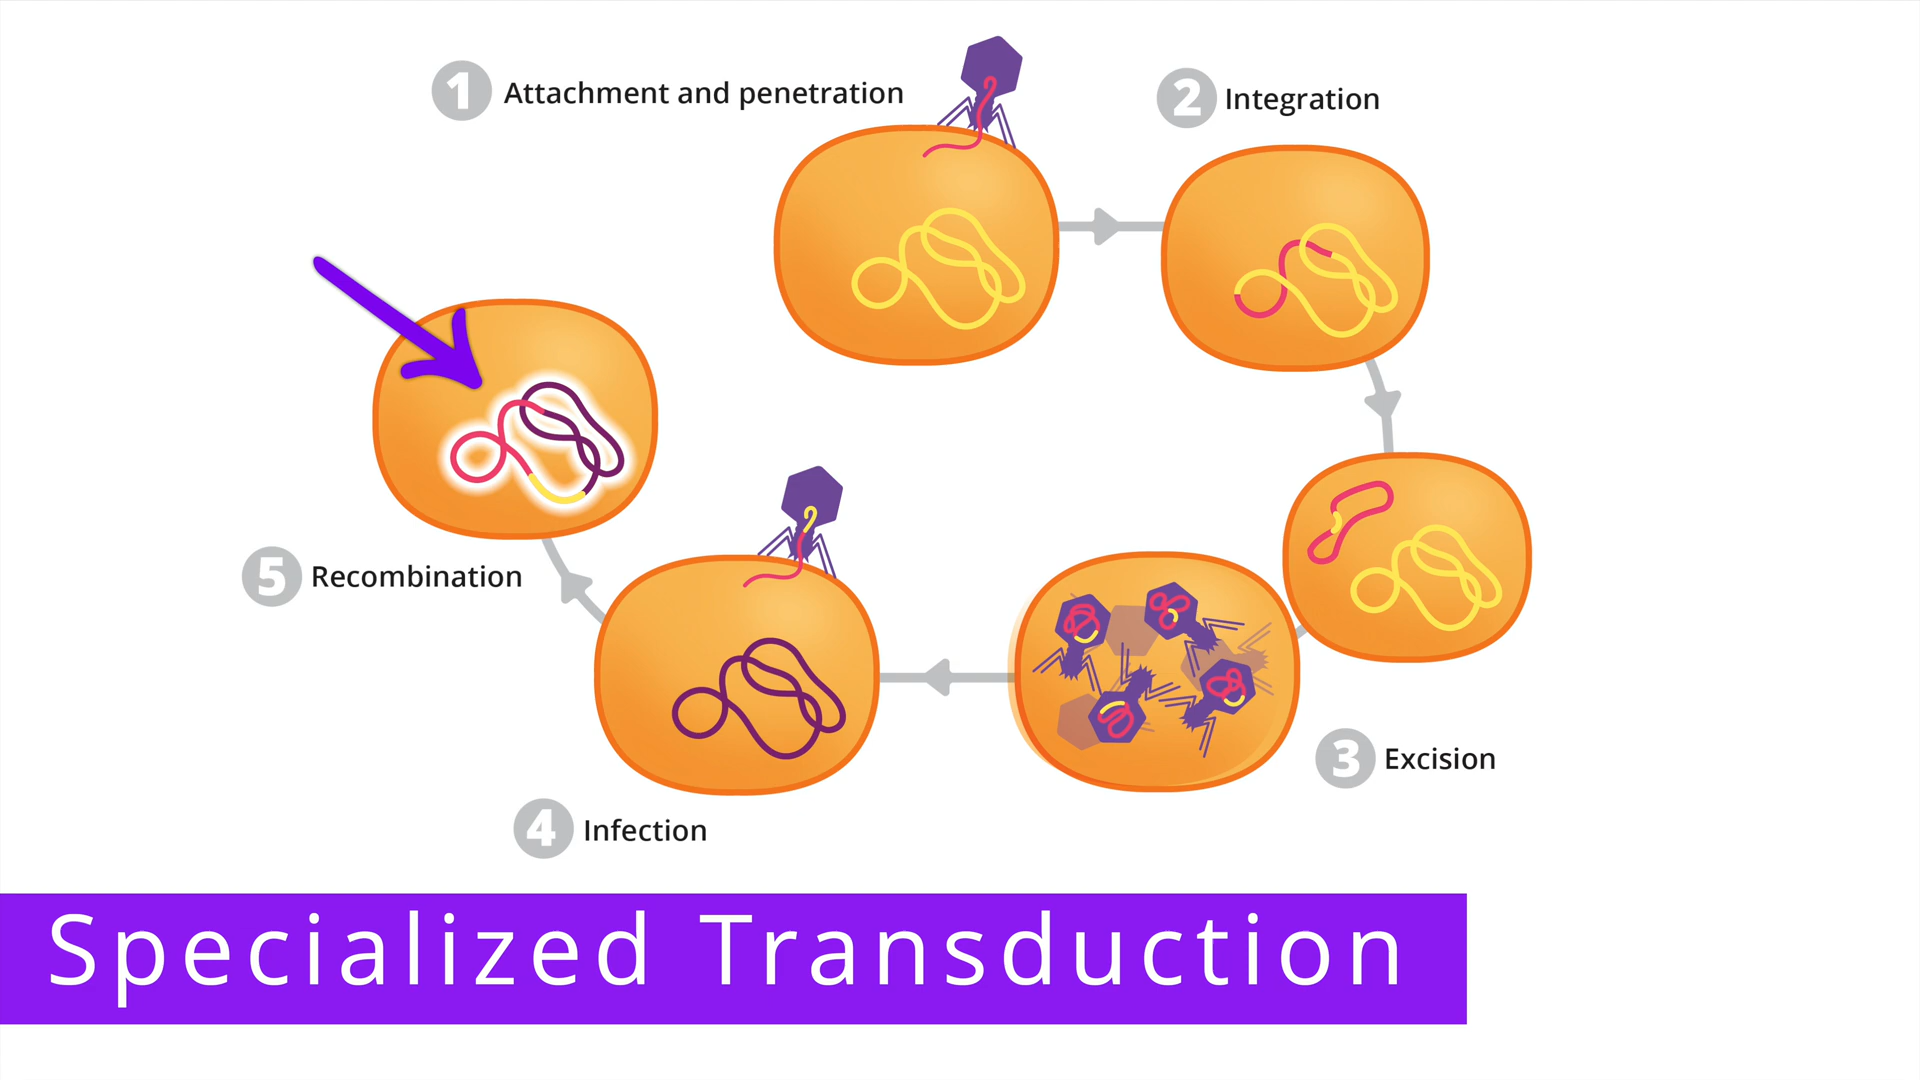 1 Attachment and penetration
2 Integration
3 Excision
4 Infection
5 Recombination
Specialized Transduction